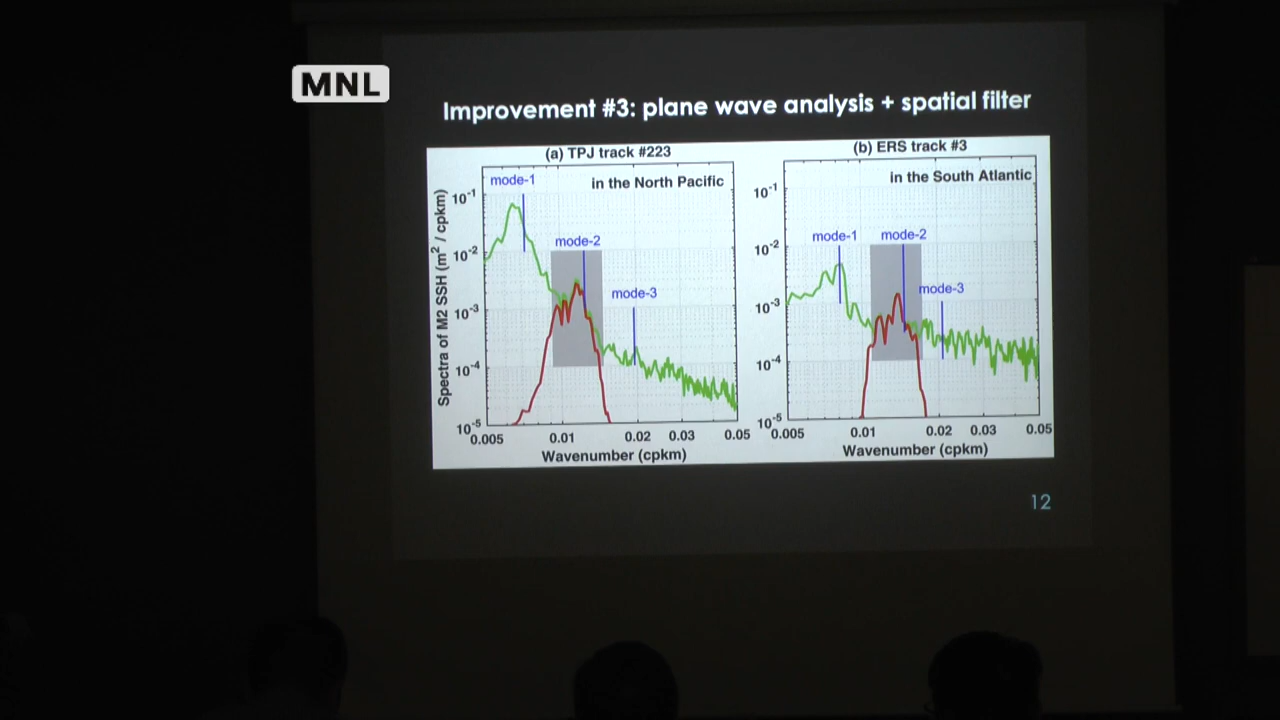 MNL
Improvement #3: plane wave analysis + spatial filter
(a) TPJ track #223
in the North Pacific
mode-1
mode-2
mode-3
Spectra of M2 SSH (m² / cpkm)
10⁻¹
10⁻²
10⁻³
10⁻⁴
10⁻⁵
0.005 0.01 0.02 0.03 0.05
Wavenumber (cpkm)
(b) ERS track #3
in the South Atlantic
mode-1
mode-2
mode-3
10⁻¹
10⁻²
10⁻³
10⁻⁴
10⁻⁵
0.005 0.01 0.02 0.03 0.05
Wavenumber (cpkm)
12